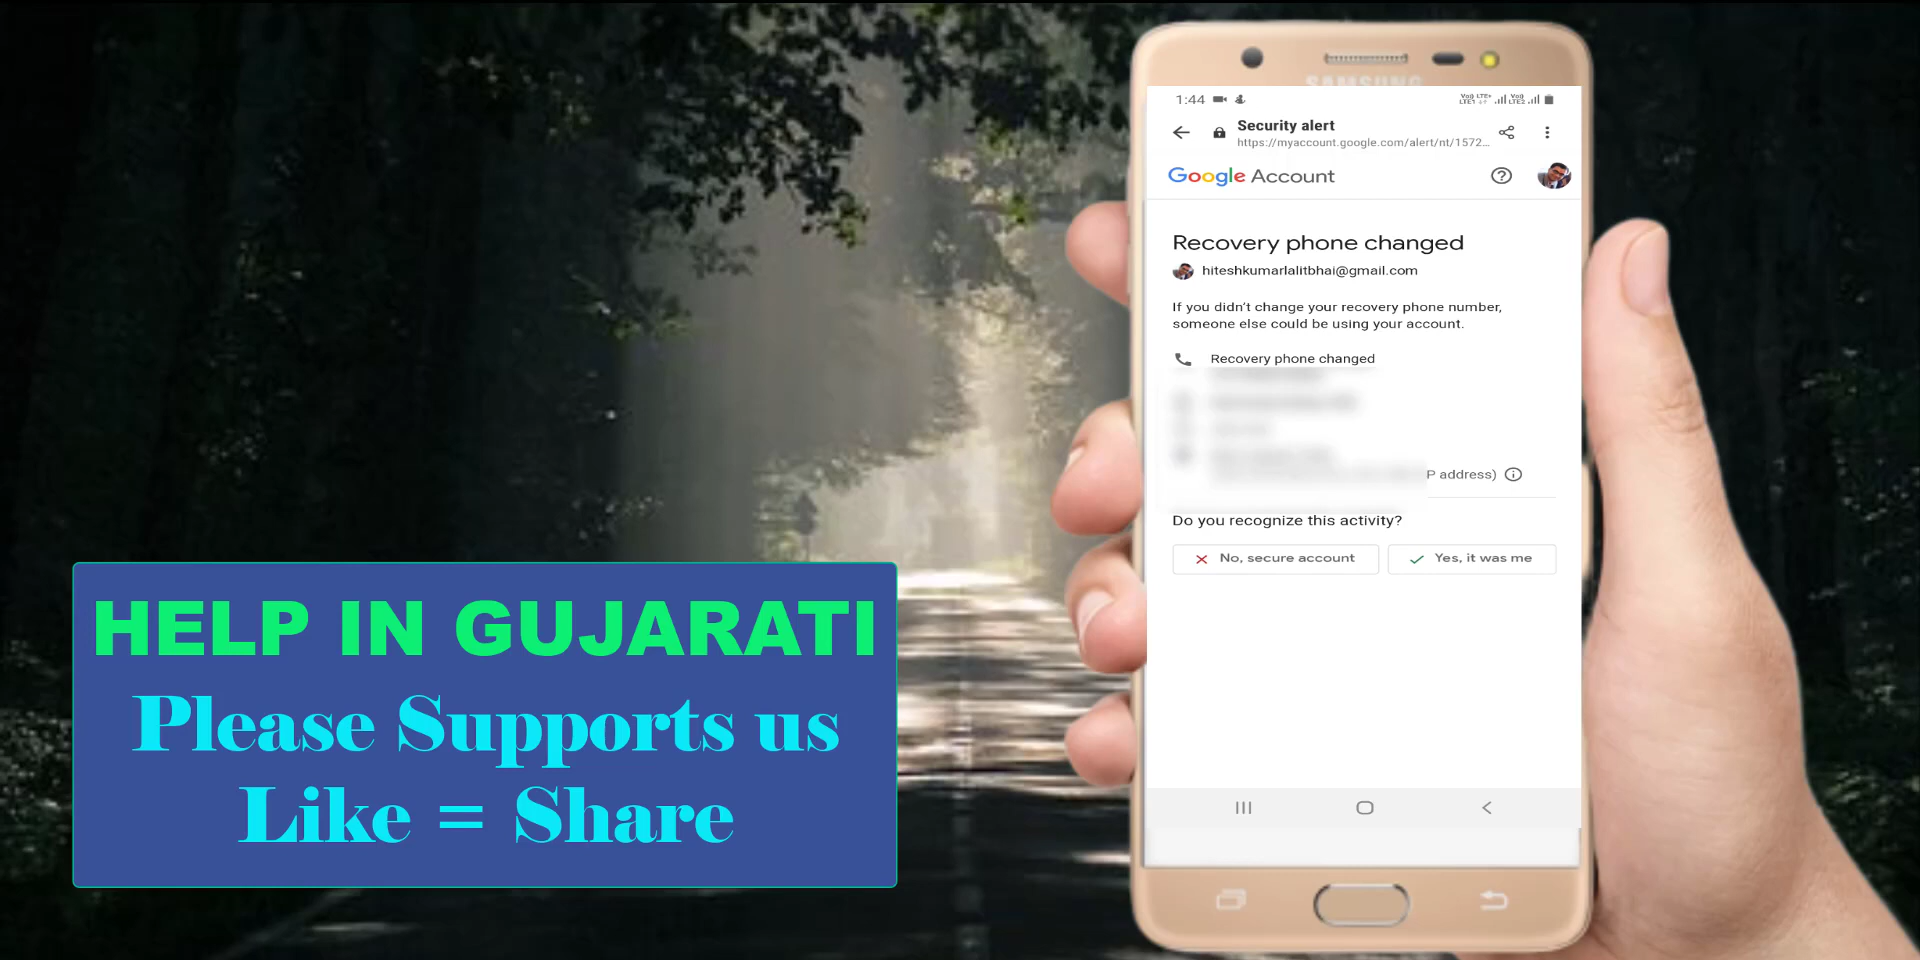 SAMSUNG
1:44
Security alert
https://myaccount.google.com/alert/nt/1572...
Google Account
Recovery phone changed
hiteshkumarlalitbhai@gmail.com
If you didn't change your recovery phone number,
someone else could be using your account.
Recovery phone changed
P address)
Do you recognize this activity?
No, secure account
Yes, it was me
HELP IN GUJARATI
Please Supports us
Like = Share